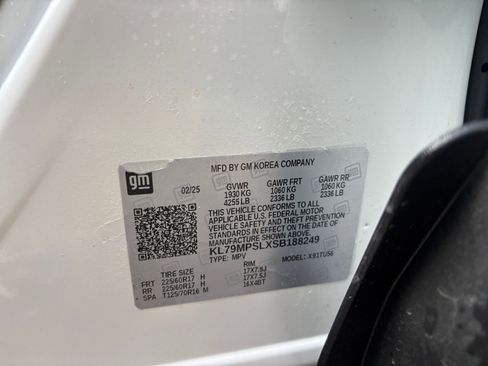 gm
MFD BY GM KOREA COMPANY
02/25 GVWR GAWR FRT GAWR RR
1930 KG 1060 KG 1060 KG
4255 LB 2336 LB 2336 LB
THIS VEHICLE CONFORMS TO ALL
APPLICABLE U.S. FEDERAL MOTOR
VEHICLE SAFETY AND THEFT PREVENTION
STANDARDS IN EFFECT ON THE DATE OF
MANUFACTURE SHOWN ABOVE.
KL79MPSLXSB188249
TYPE: MPV MODEL: X91TU56
TIRE SIZE RIM
FRT 225/60R17 H 17X7.5J
RR 225/60R17 H 17X7.5J
SPA T125/70R16 M 16X4BT